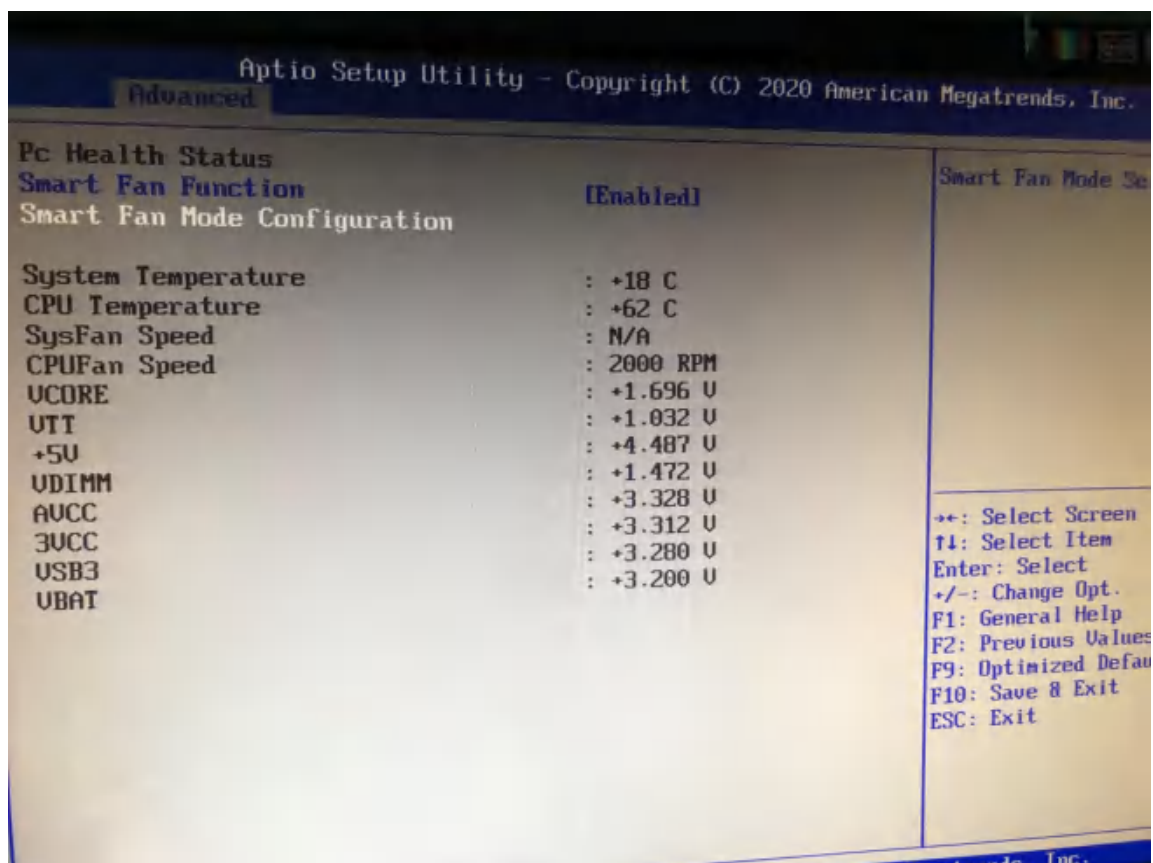 Aptio Setup Utility - Copyright (C) 2020 American Megatrends, Inc.
Advanced
Pc Health Status
Smart Fan Function [Enabled]
Smart Fan Mode Configuration
System Temperature : +18 C
CPU Temperature : +62 C
SysFan Speed : N/A
CPUFan Speed : 2000 RPM
VCORE : +1.696 V
VTT : +1.032 V
+5V : +4.487 V
VDIMM : +1.472 V
AVCC : +3.328 V
3VCC : +3.312 V
VSB3 : +3.280 V
VBAT : +3.200 V
Smart Fan Mode Se
→←: Select Screen
↑↓: Select Item
Enter: Select
+/-: Change Opt.
F1: General Help
F2: Previous Values
F9: Optimized Defau
F10: Save & Exit
ESC: Exit
Inc.